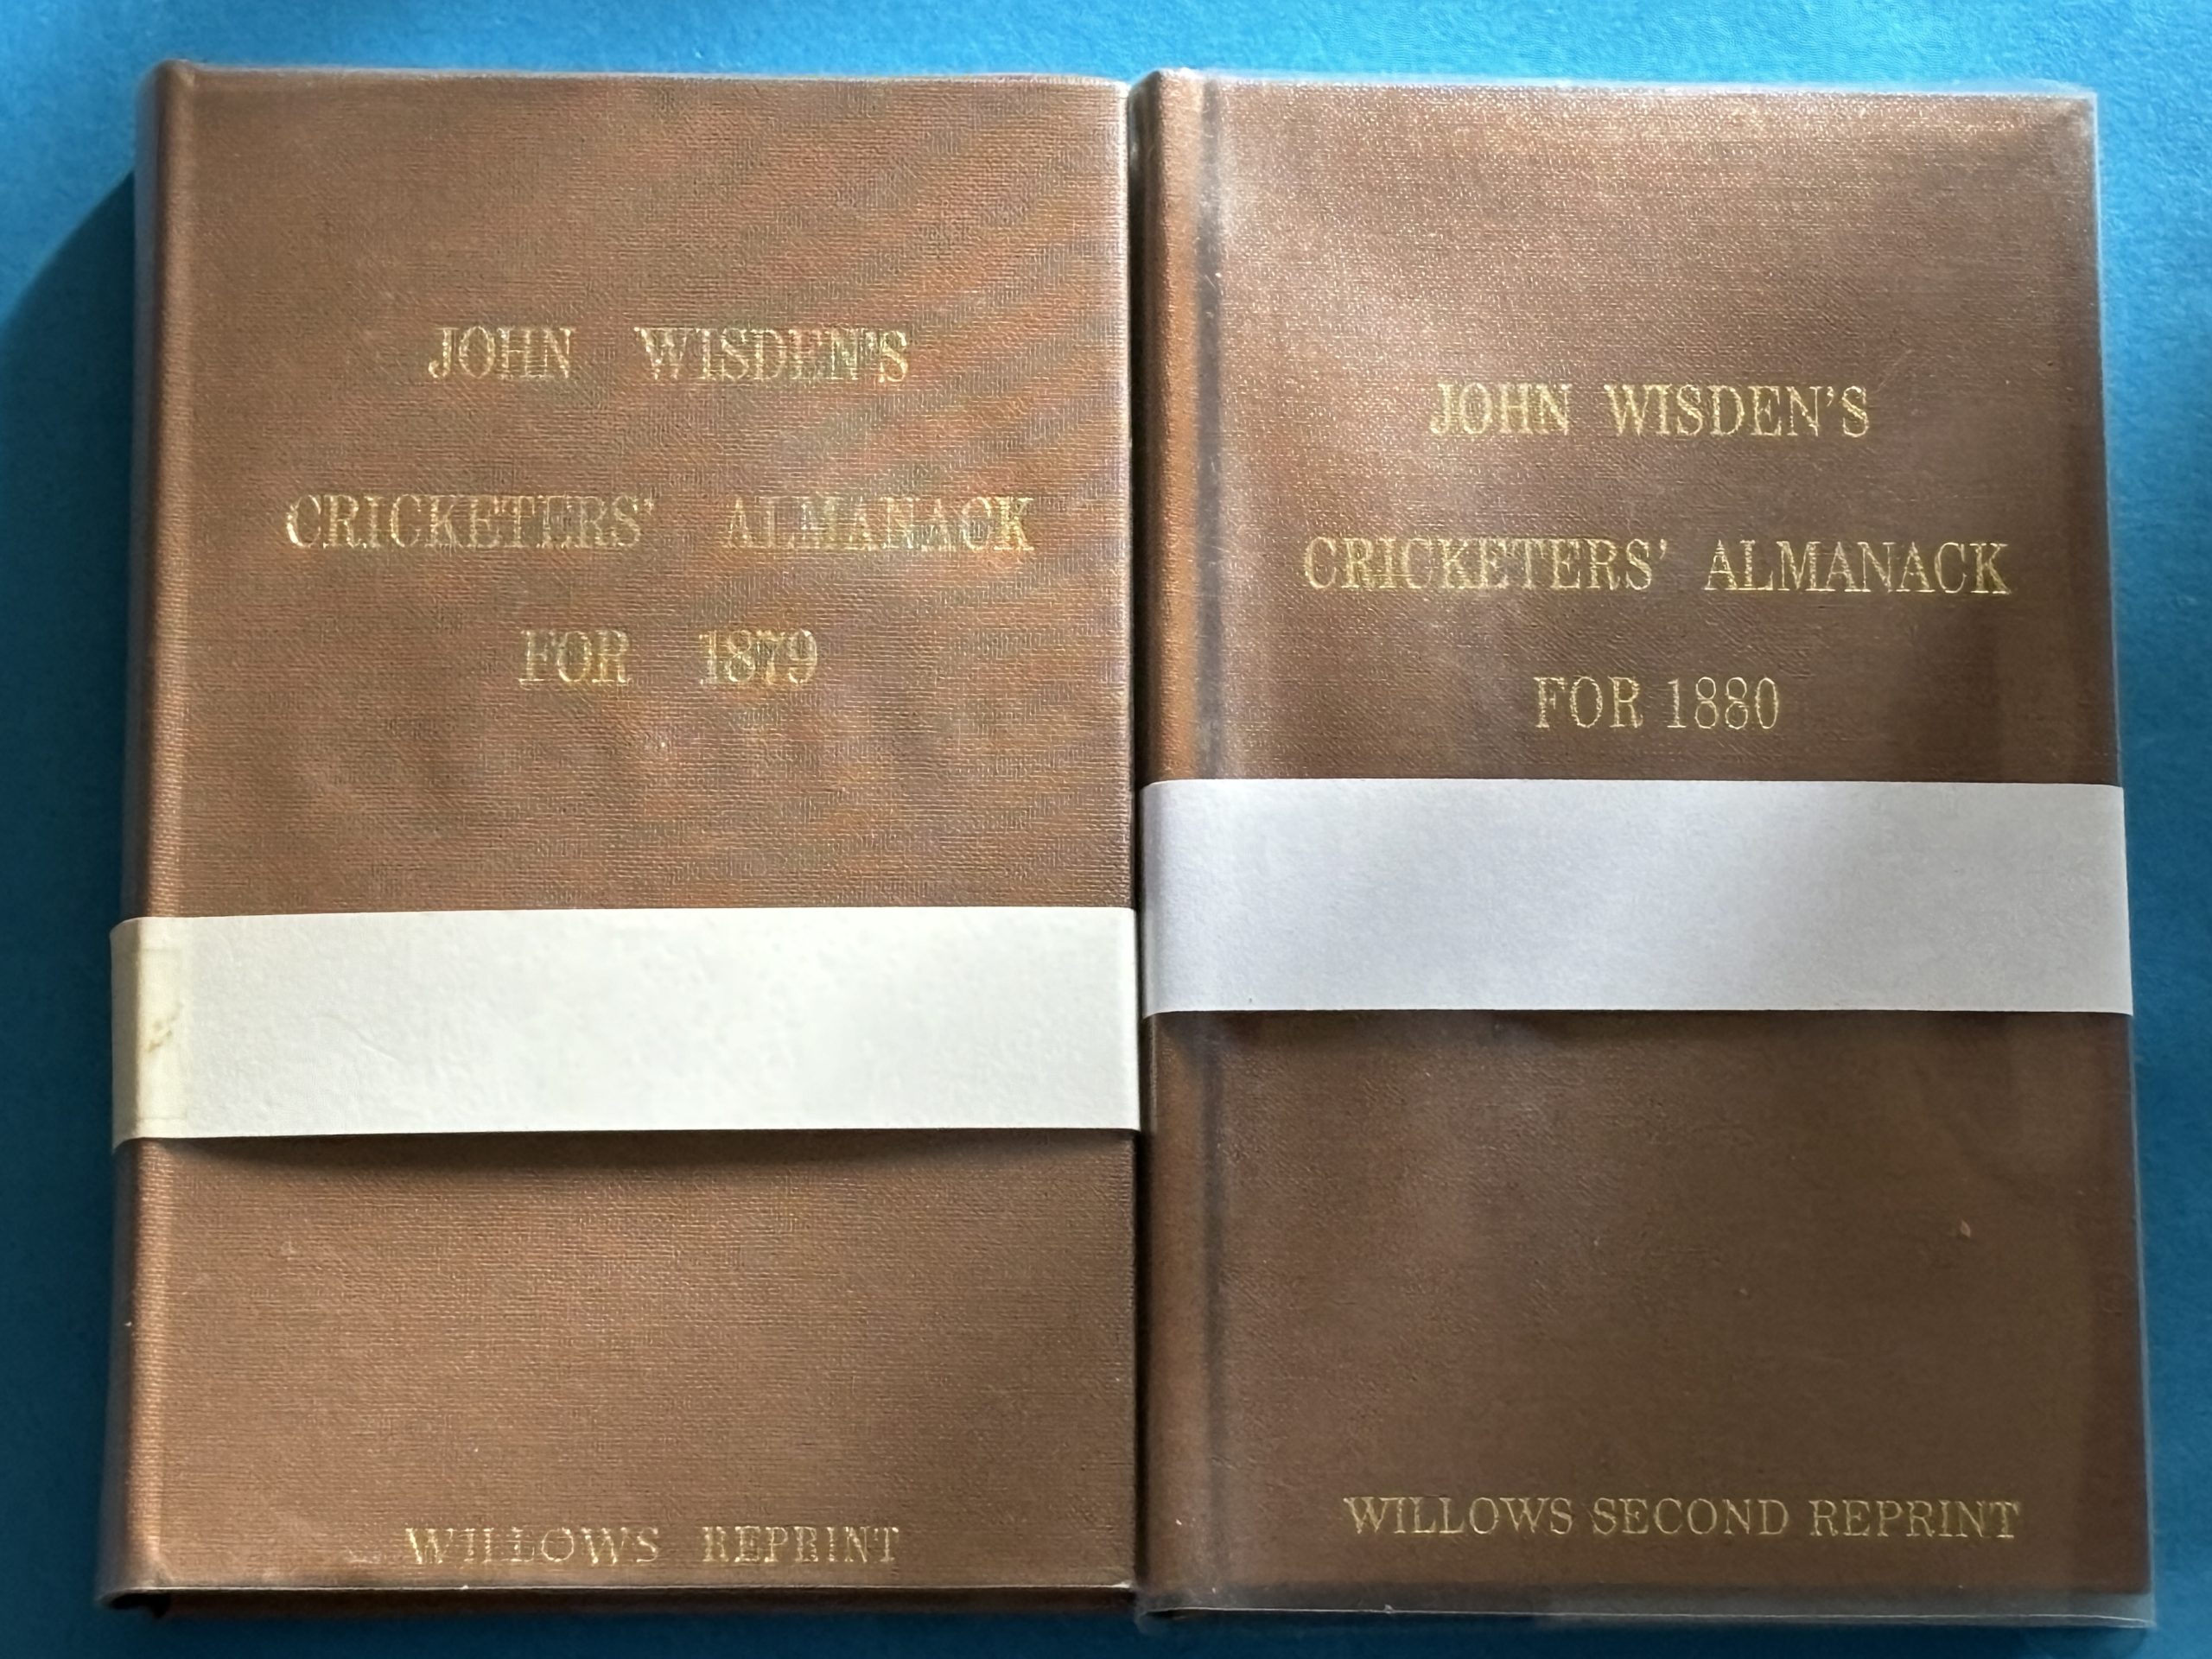 JOHN WISDEN'S
CRICKETERS' ALMANACK
FOR 1879
WILLOWS REPRINT
JOHN WISDEN'S
CRICKETERS' ALMANACK
FOR 1880
WILLOWS SECOND REPRINT